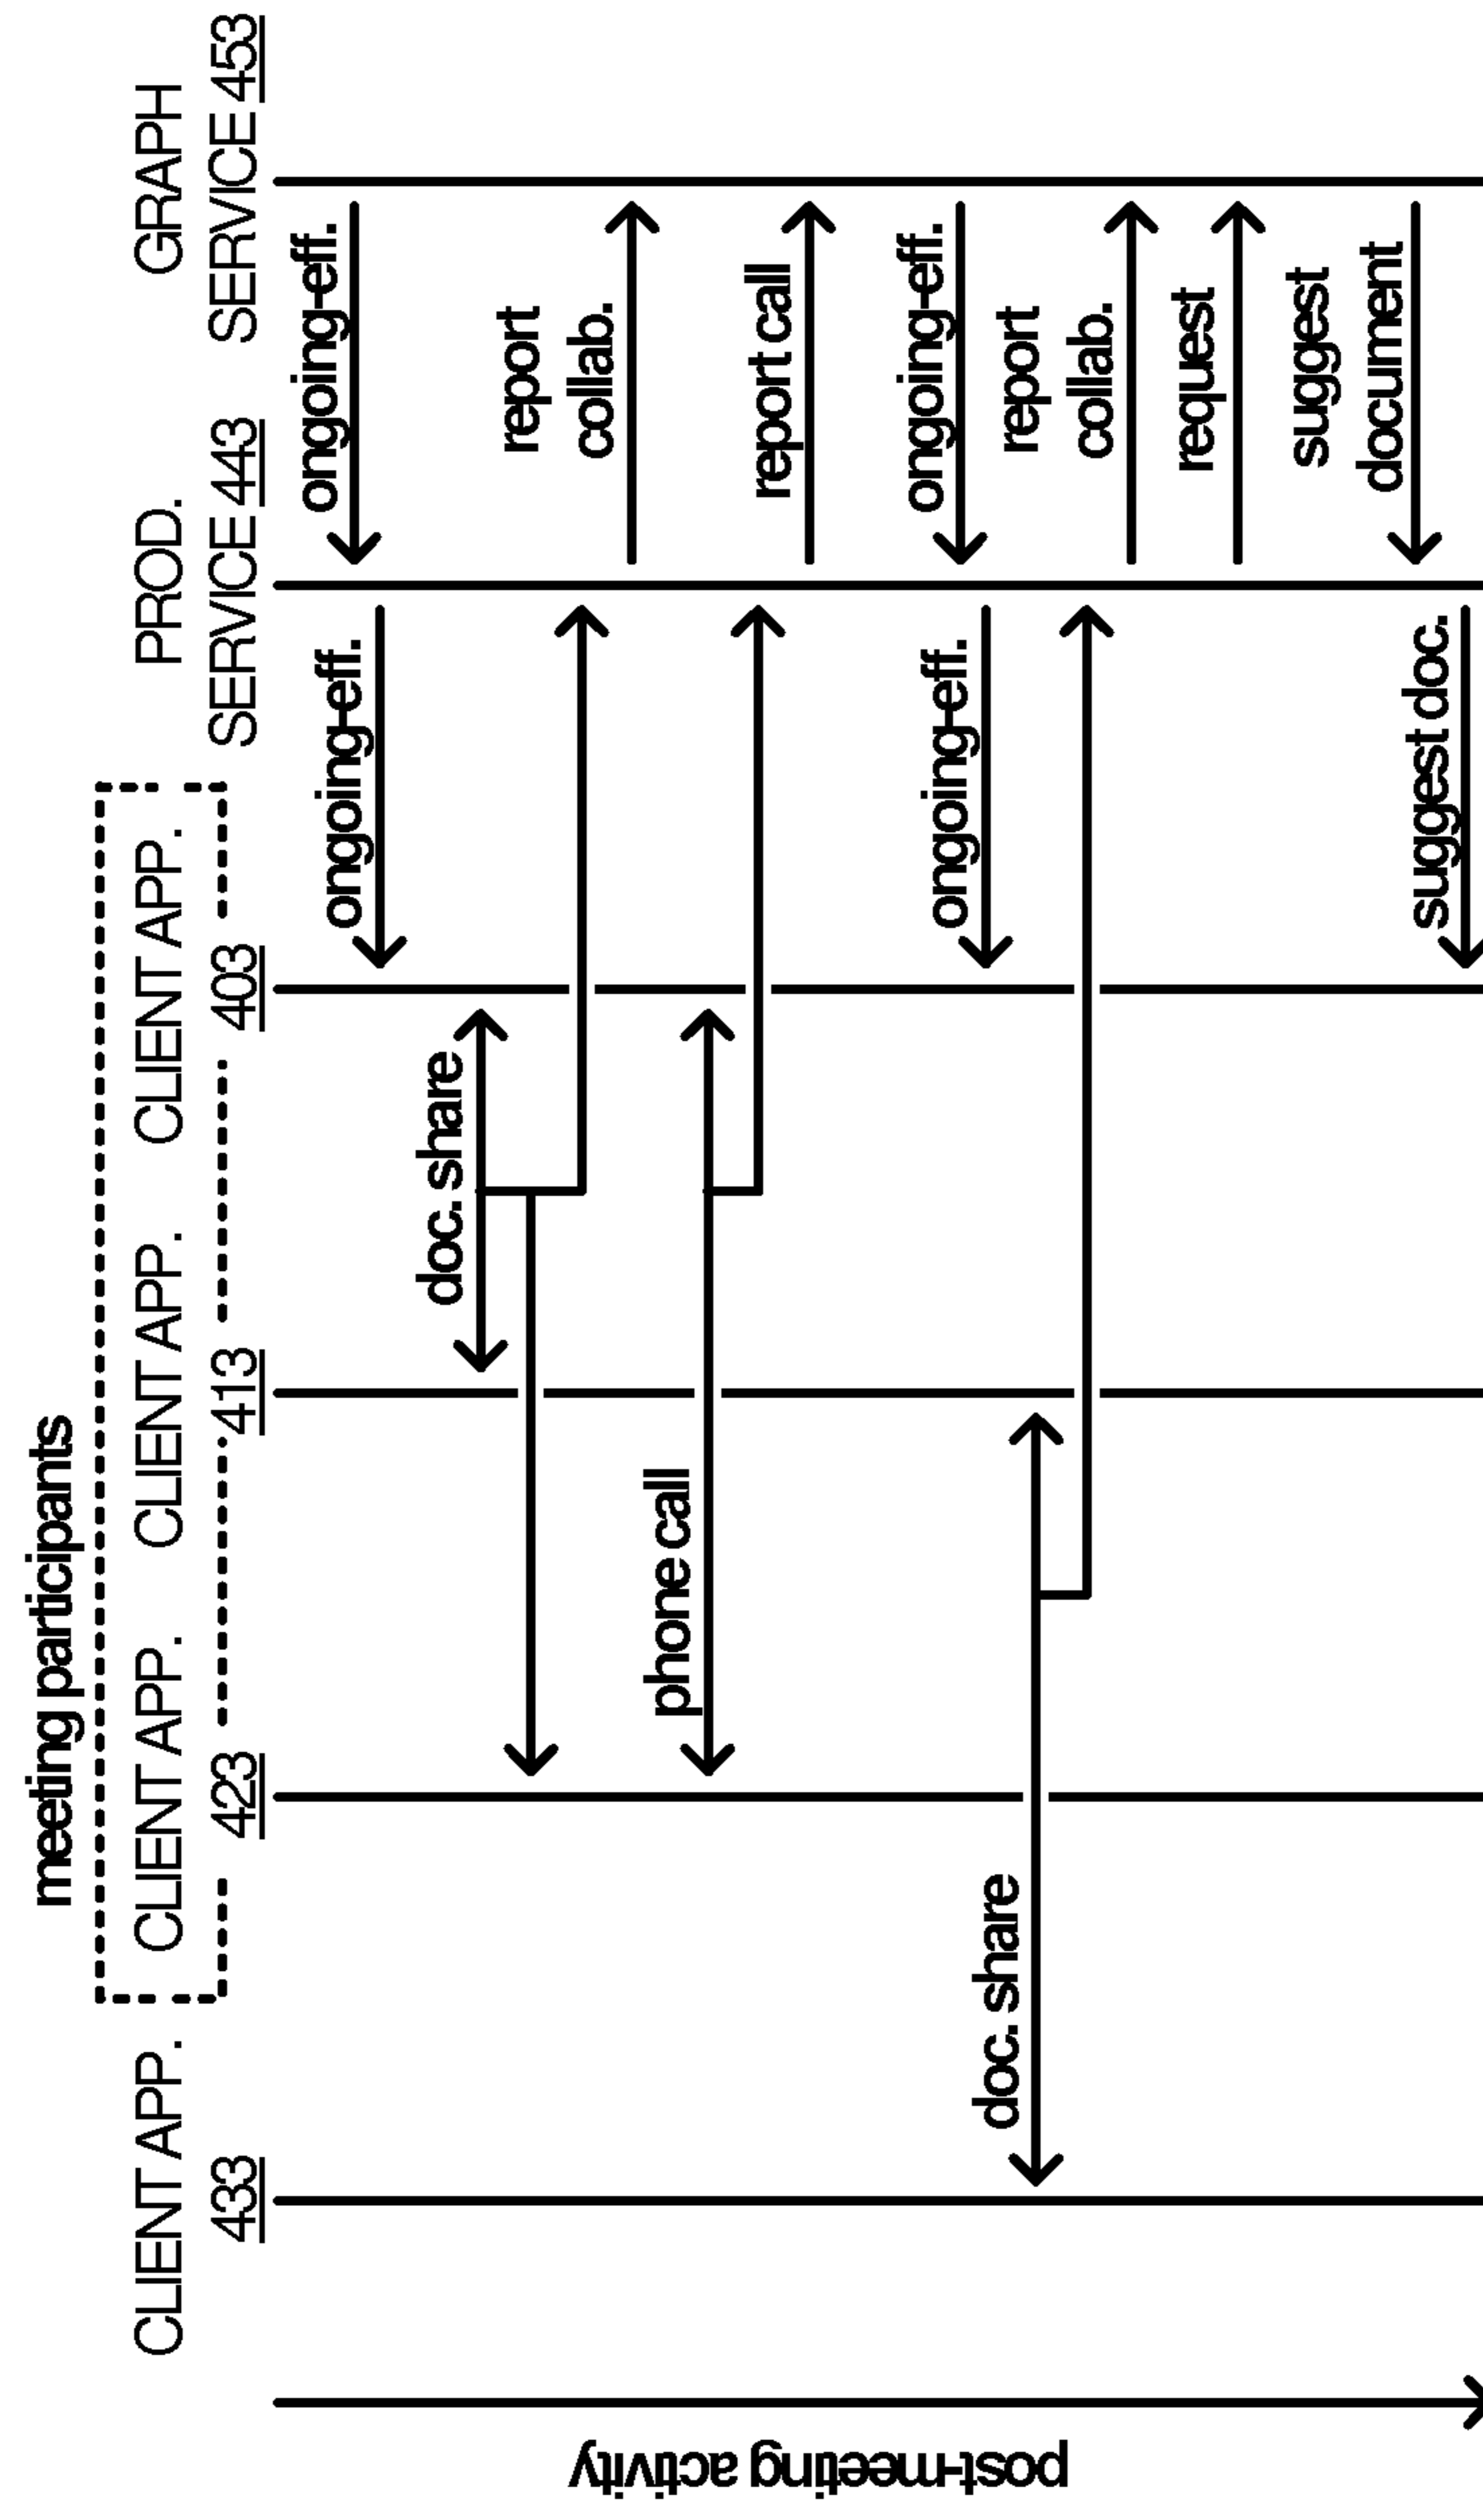 meeting participants
CLIENT APP.
433
CLIENT APP.
423
CLIENT APP.
413
CLIENT APP.
403
PROD.
SERVICE 443
GRAPH
SERVICE 453
post-meeting activity
ongoing-eff.
ongoing-eff.
doc. share
report
collab.
phone call
report call
ongoing-eff.
ongoing-eff.
doc. share
report
collab.
request
suggest
document
suggest doc.